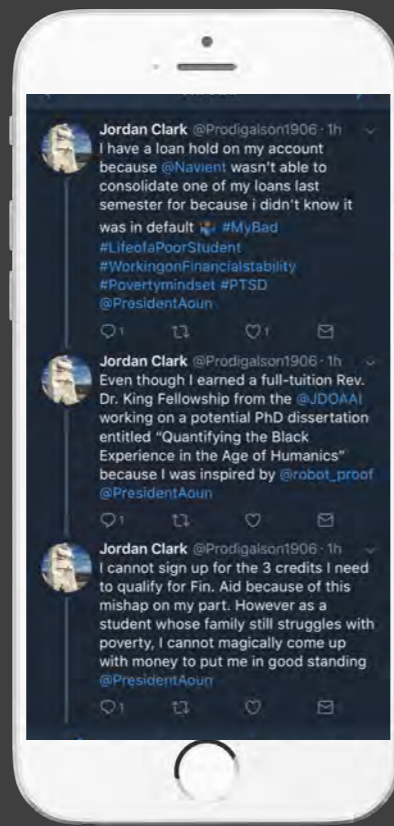 Jordan Clark @Prodigalson1906 · 1h
I have a loan hold on my account
because @Navient wasn't able to
consolidate one of my loans last
semester for because i didn't know it
was in default #MyBad
#LifeofaPoorStudent
#WorkingonFinancialstability
#Povertymindset #PTSD
@PresidentAoun
1 1
Jordan Clark @Prodigalson1906 · 1h
Even though I earned a full-tuition Rev.
Dr. King Fellowship from the @JDOAAI
working on a potential PhD dissertation
entitled “Quantifying the Black
Experience in the Age of Humanics”
because I was inspired by @robot_proof
@PresidentAoun
1
Jordan Clark @Prodigalson1906 · 1h
I cannot sign up for the 3 credits I need
to qualify for Fin. Aid because of this
mishap on my part. However as a
student whose family still struggles with
poverty, I cannot magically come up
with money to put me in good standing
@PresidentAoun
1